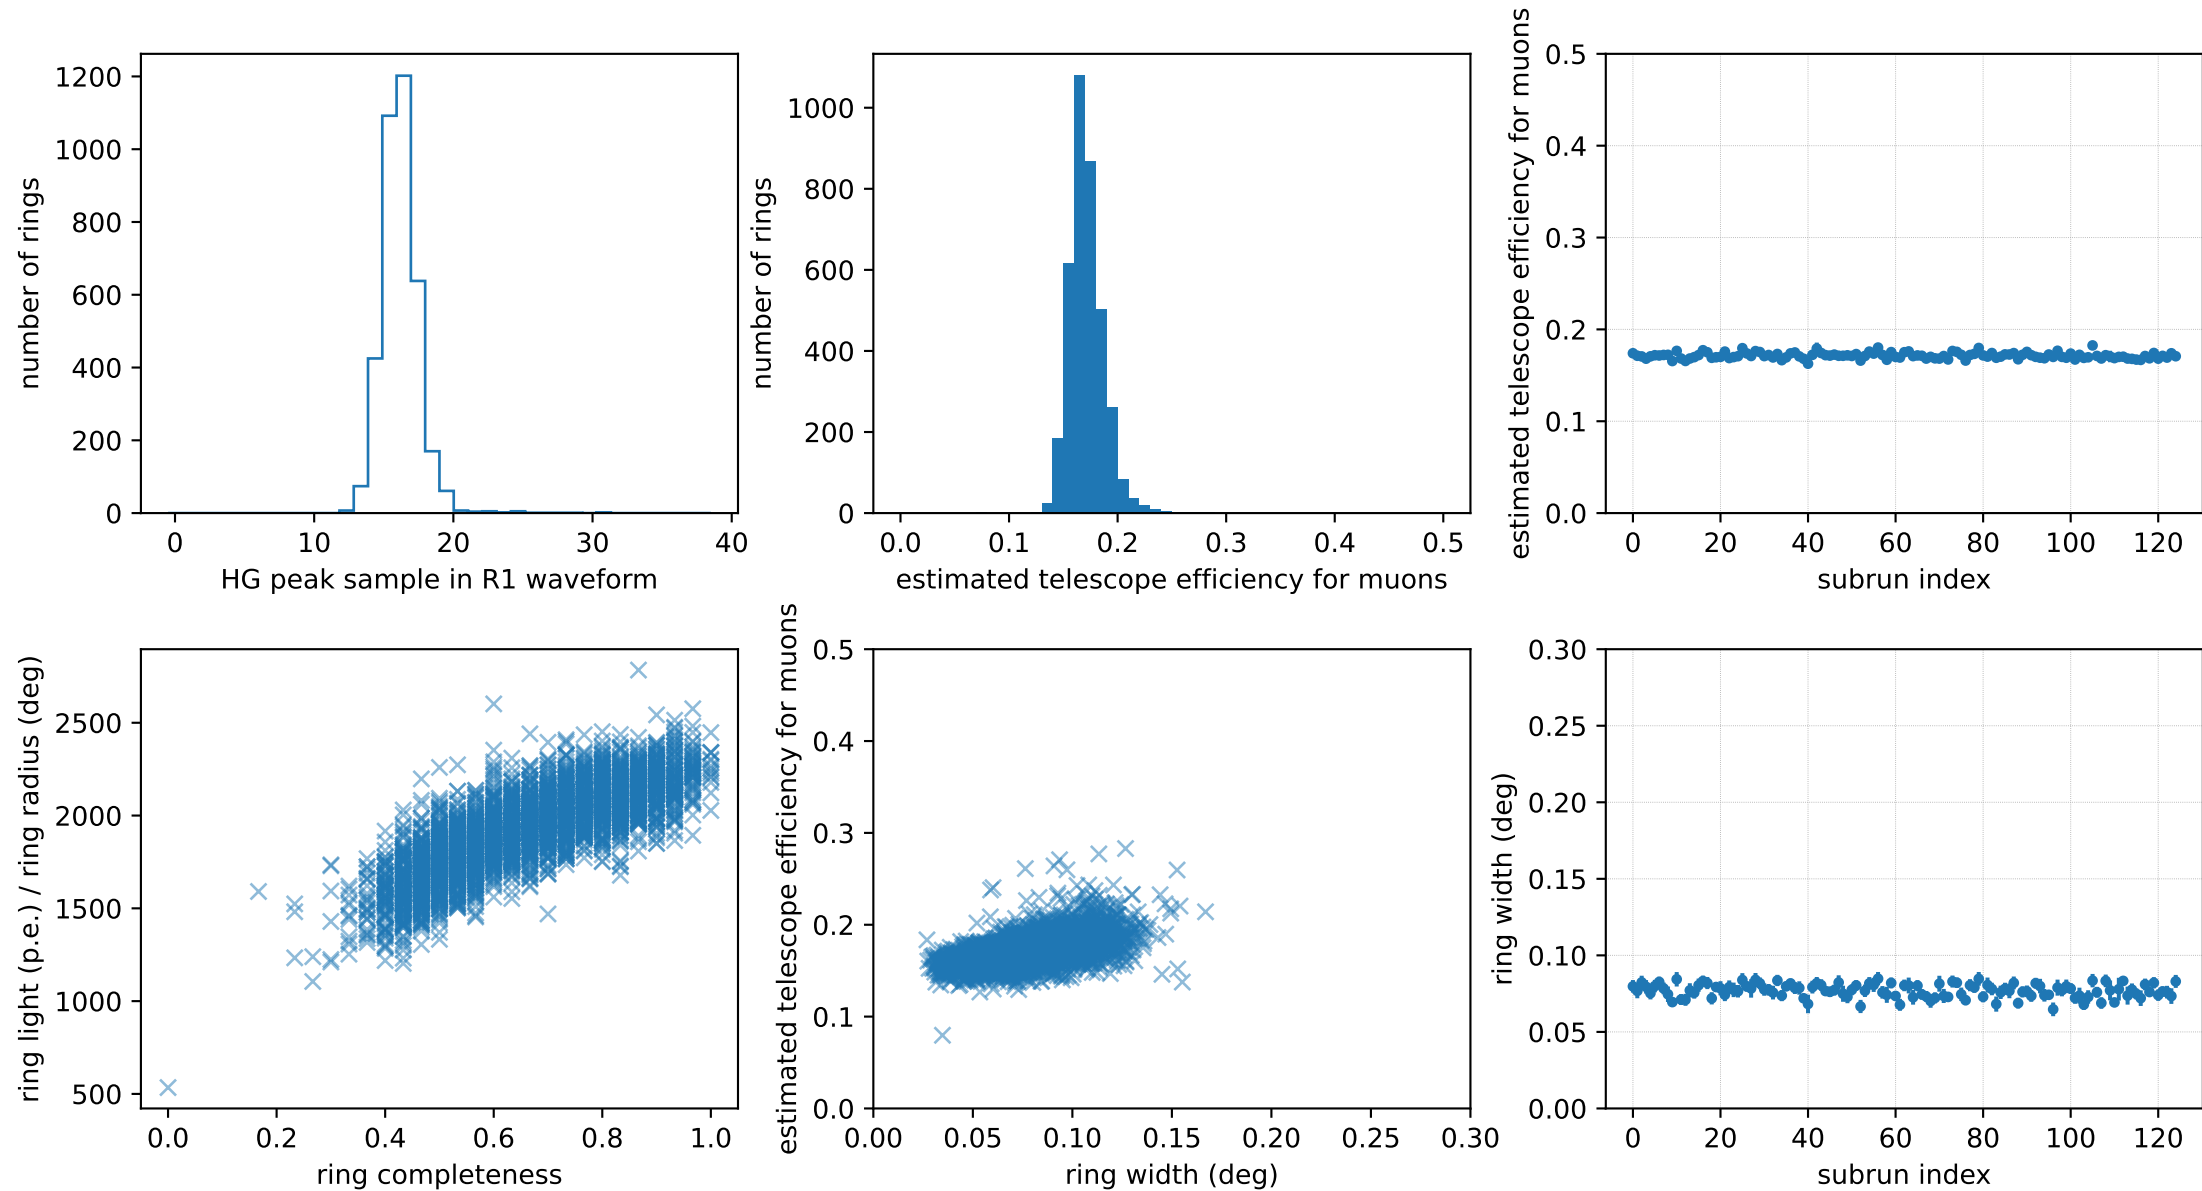 number of rings
1200
1000
800
600
400
200
0
0 10 20 30 40
HG peak sample in R1 waveform
number of rings
1000
800
600
400
200
0
0.0 0.1 0.2 0.3 0.4 0.5
estimated telescope efficiency for muons
estimated telescope efficiency for muons
0.5
0.4
0.3
0.2
0.1
0.0
0 20 40 60 80 100 120
subrun index
ring light (p.e.) / ring radius (deg)
2500
2000
1500
1000
500
0.0 0.2 0.4 0.6 0.8 1.0
ring completeness
estimated telescope efficiency for muons
0.5
0.4
0.3
0.2
0.1
0.0
0.00 0.05 0.10 0.15 0.20 0.25 0.30
ring width (deg)
ring width (deg)
0.30
0.25
0.20
0.15
0.10
0.05
0.00
0 20 40 60 80 100 120
subrun index